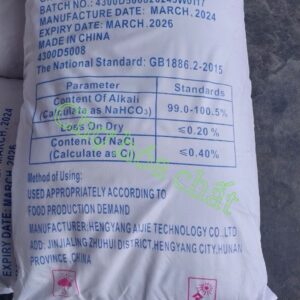 MANUFACTURE DATE: MARCH, 2024
EXPIRY DATE: MARCH, 2026
MADE IN CHINA
4300D5008
The National Standard: GB1886.2-2015
Parameter Standards
Content Of Alkali
(Calculate as NaHCO₃) 99.0-100.5%
Loss On Dry ≤0.20%
Content Of NaCl
(Calculate as Cl) ≤0.40%
Method of Using:
USED APPROPRIATELY ACCORDING TO
FOOD PRODUCTION DEMAND
MANUFACTURER: HENGYANG AIJIE TECHNOLOGY CO .,LTD
ADD: JINJIALING ZHUHUI DISTRICT, HENGYANG CITY, HUNAN
PROVINCE ,CHINA
EXPIRY DATE: MARCH, 2026